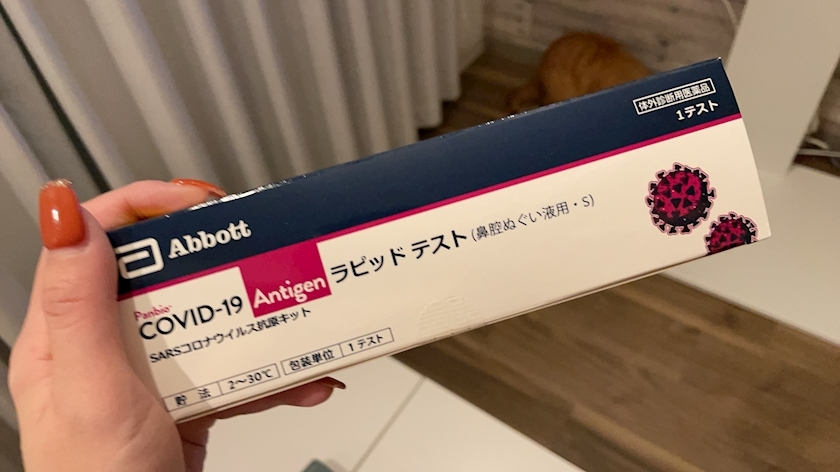 体外診断用医薬品
1テスト
Abbott
Panbio™
COVID-19 Antigen ラピッド テスト (鼻腔ぬぐい液用・S)
SARSコロナウイルス抗原キット
貯 法 2～30℃ 包装単位 1テスト